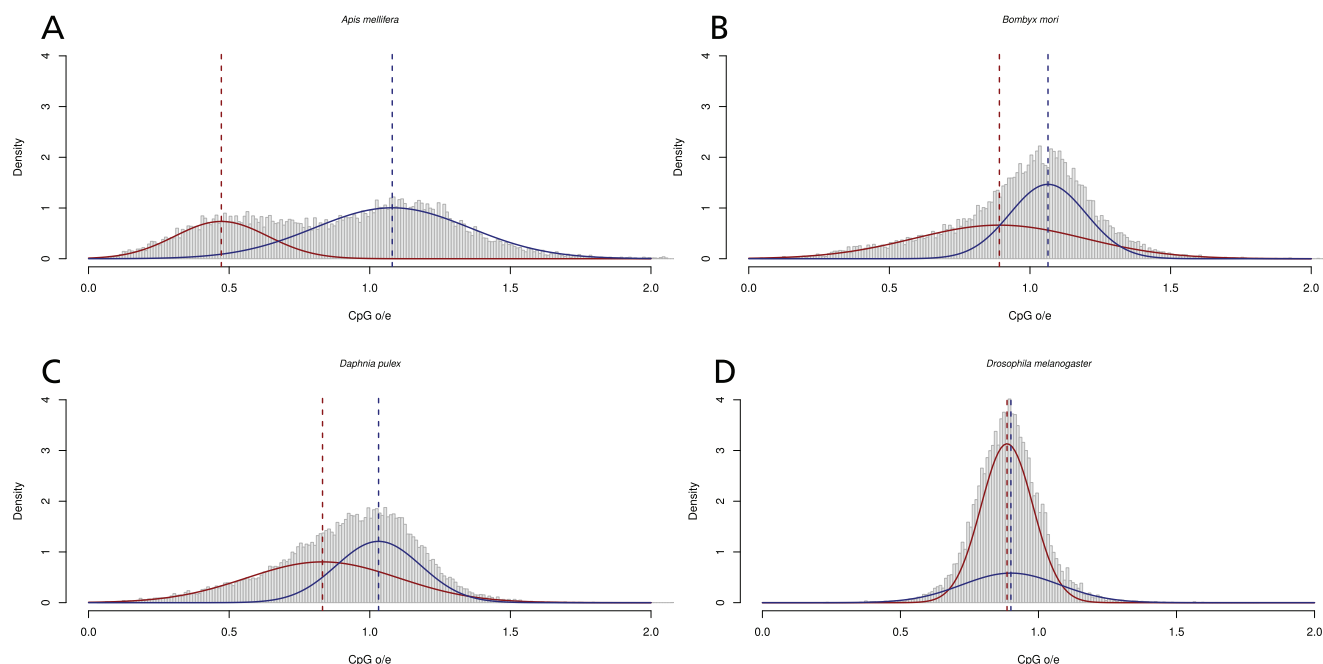 A
Apis mellifera
Density
0
1
2
3
4
0.0 0.5 1.0 1.5 2.0
CpG o/e
B
Bombyx mori
Density
0
1
2
3
4
0.0 0.5 1.0 1.5 2.0
CpG o/e
C
Daphnia pulex
Density
0
1
2
3
4
0.0 0.5 1.0 1.5 2.0
CpG o/e
D
Drosophila melanogaster
Density
0
1
2
3
4
0.0 0.5 1.0 1.5 2.0
CpG o/e